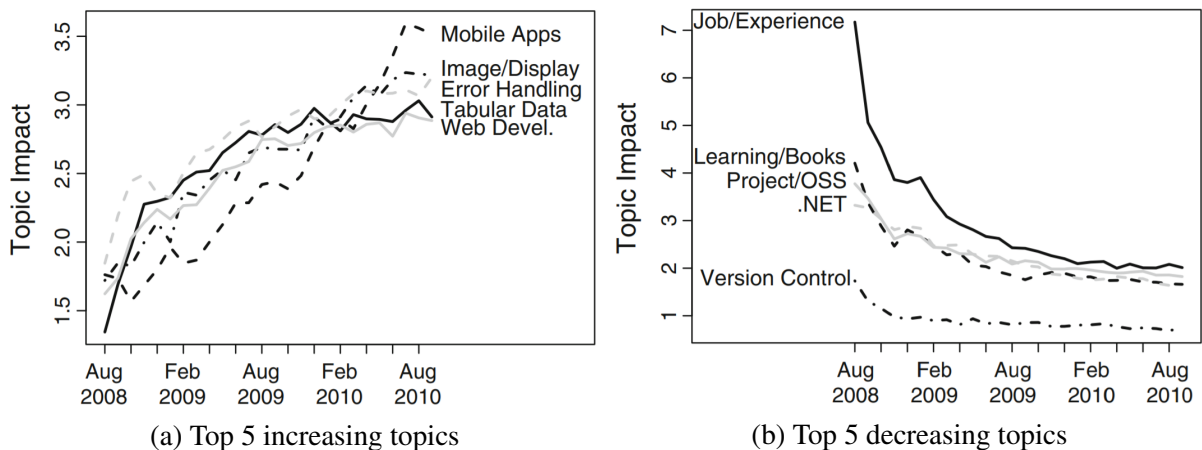 Topic Impact
3.5
3.0
2.5
2.0
1.5
Mobile Apps
Image/Display
Error Handling
Tabular Data
Web Devel.
Aug 2008
Feb 2009
Aug 2009
Feb 2010
Aug 2010
(a) Top 5 increasing topics
Topic Impact
7
6
5
4
3
2
1
Job/Experience
Learning/Books
Project/OSS
.NET
Version Control
Aug 2008
Feb 2009
Aug 2009
Feb 2010
Aug 2010
(b) Top 5 decreasing topics